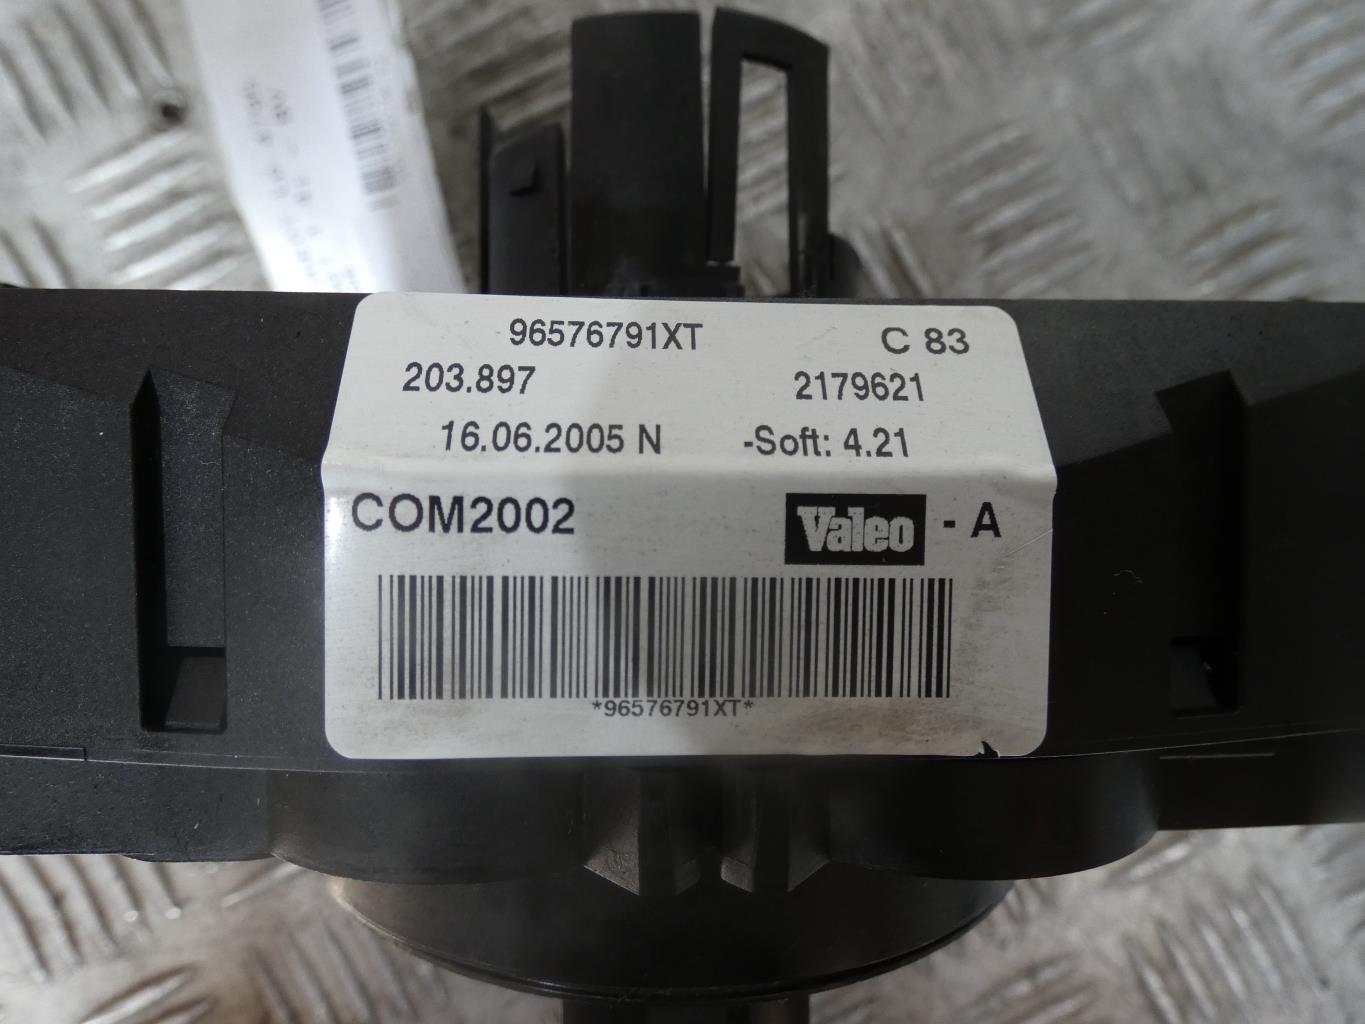 96576791XT C 83
203.897 2179621
16.06.2005 N -Soft: 4.21
COM2002 Valeo - A
*96576791XT*